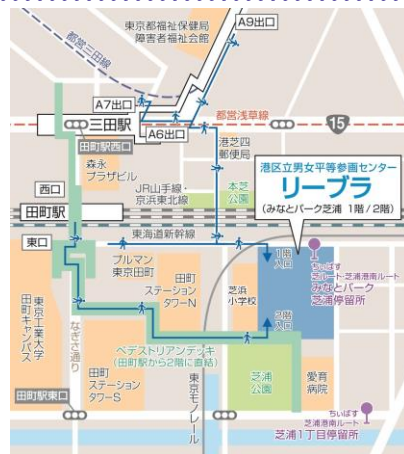 東京都福祉保健局
障害者福祉会館
A9出口
都営三田線
A7出口
三田駅
A6出口
都営浅草線
15
田町駅西口
森永
プラザビル
港芝四
郵便局
西口
JR山手線・
京浜東北線
本芝
公園
田町駅
港区立男女平等参画センター
リーブラ
(みなとパーク芝浦 1階/2階)
東海道新幹線
東口
1階
入口
ちぃばす
芝ルート・芝浦港南ルート
みなとパーク
芝浦停留所
プルマン
東京田町
田町
ステーション
タワーN
芝浜
小学校
2階
入口
東京工業大学
田町キャンパス
なぎさ通り
ペデストリアンデッキ
(田町駅から2階に直結)
田町
ステーション
タワーS
東京モノレール
芝浦
公園
愛育
病院
田町駅東口
ちぃばす
芝浦港南ルート
芝浦1丁目停留所